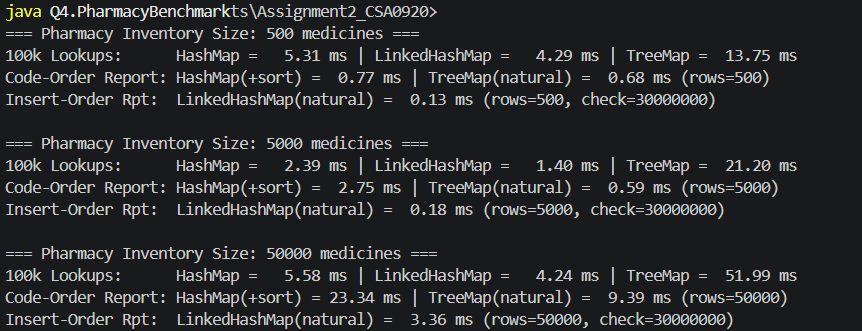 java Q4.PharmacyBenchmarkts\Assignment2_CSA0920>
=== Pharmacy Inventory Size: 500 medicines ===
100k Lookups:      HashMap =   5.31 ms | LinkedHashMap =   4.29 ms | TreeMap =  13.75 ms
Code-Order Report: HashMap(+sort) =  0.77 ms | TreeMap(natural) =  0.68 ms (rows=500)
Insert-Order Rpt:  LinkedHashMap(natural) =  0.13 ms (rows=500, check=30000000)

=== Pharmacy Inventory Size: 5000 medicines ===
100k Lookups:      HashMap =   2.39 ms | LinkedHashMap =   1.40 ms | TreeMap =  21.20 ms
Code-Order Report: HashMap(+sort) =  2.75 ms | TreeMap(natural) =  0.59 ms (rows=5000)
Insert-Order Rpt:  LinkedHashMap(natural) =  0.18 ms (rows=5000, check=30000000)

=== Pharmacy Inventory Size: 50000 medicines ===
100k Lookups:      HashMap =   5.58 ms | LinkedHashMap =   4.24 ms | TreeMap =  51.99 ms
Code-Order Report: HashMap(+sort) = 23.34 ms | TreeMap(natural) =  9.39 ms (rows=50000)
Insert-Order Rpt:  LinkedHashMap(natural) =  3.36 ms (rows=50000, check=30000000)